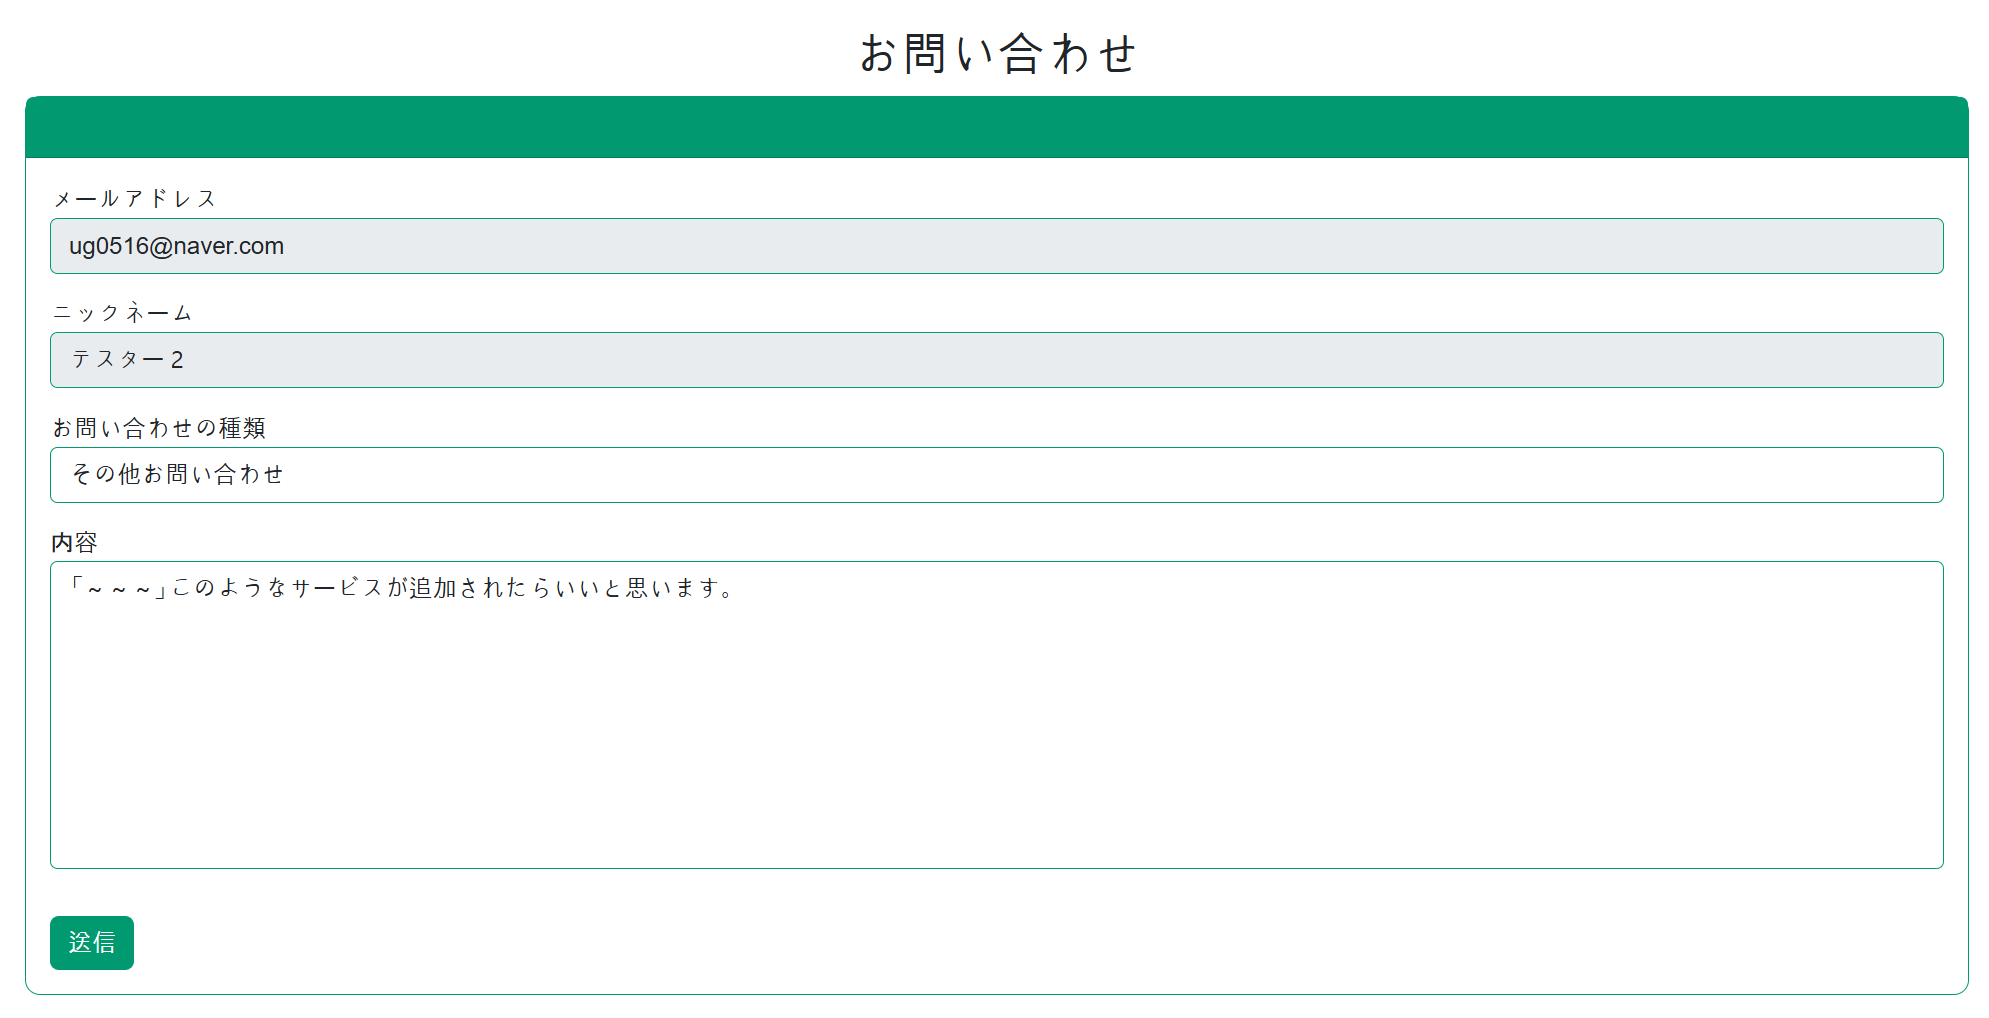 お問い合わせ
メールアドレス
ug0516@naver.com
ニックネーム
テスター２
お問い合わせの種類
その他お問い合わせ
内容
「～～～」このようなサービスが追加されたらいいと思います。
送信